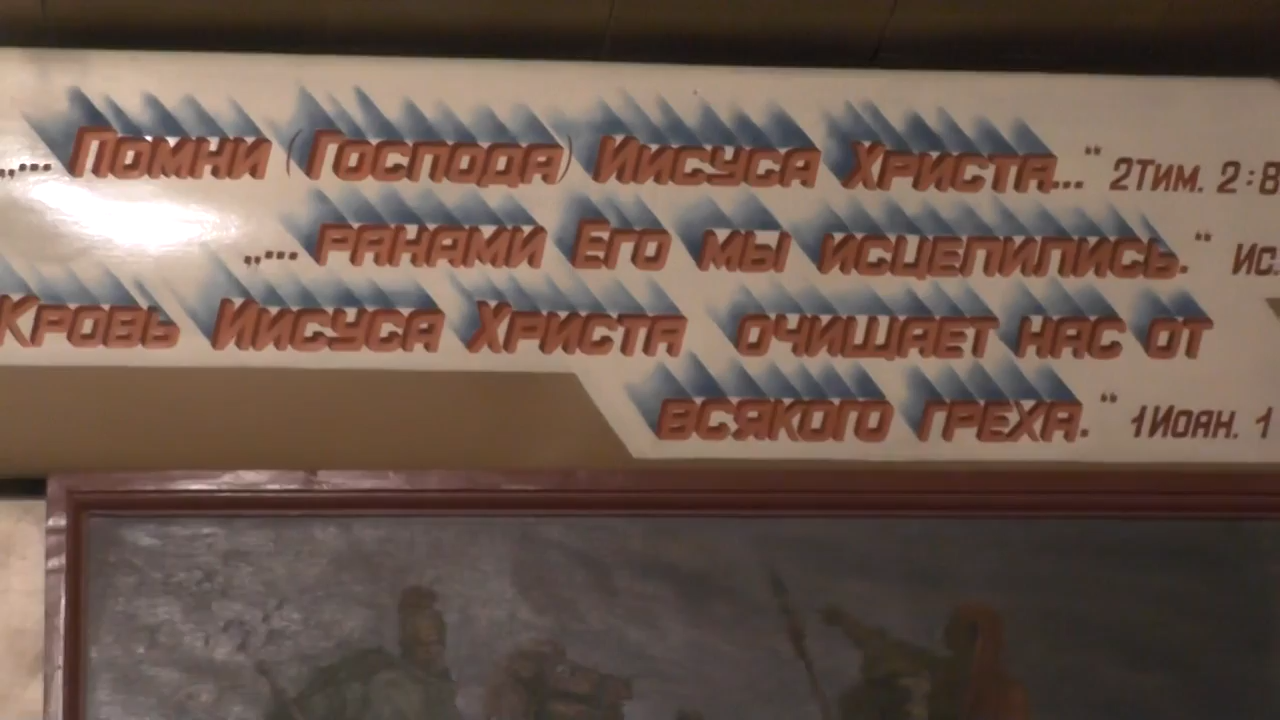 „... Помни (Господа) Иисуса Христа..." 2Тим. 2:8
„... ранами Его мы исцелились." Ис.
Кровь Иисуса Христа очищает нас от
всякого греха." 1Иоан. 1